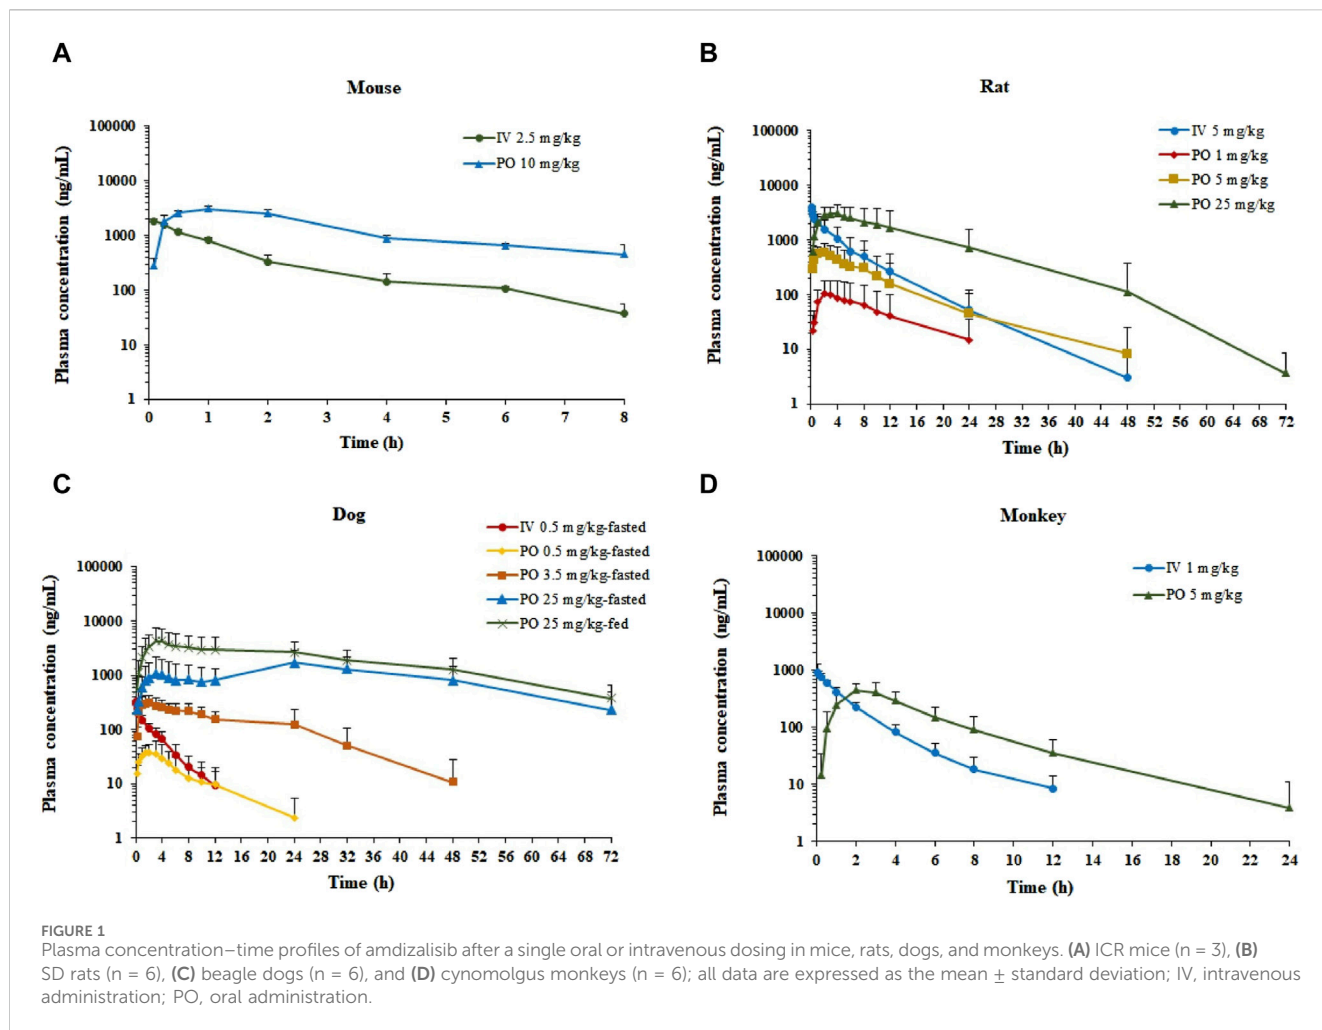 A
Mouse
Plasma concentration (ng/mL)
100000
10000
1000
100
10
1
IV 2.5 mg/kg
PO 10 mg/kg
0 1 2 3 4 5 6 7 8
Time (h)
B
Rat
Plasma concentration (ng/mL)
100000
10000
1000
100
10
1
IV 5 mg/kg
PO 1 mg/kg
PO 5 mg/kg
PO 25 mg/kg
0 4 8 12 16 20 24 28 32 36 40 44 48 52 56 60 64 68 72
Time (h)
C
Dog
Plasma concentration (ng/mL)
100000
10000
1000
100
10
1
IV 0.5 mg/kg-fasted
PO 0.5 mg/kg-fasted
PO 3.5 mg/kg-fasted
PO 25 mg/kg-fasted
PO 25 mg/kg-fed
0 4 8 12 16 20 24 28 32 36 40 44 48 52 56 60 64 68 72
Time (h)
D
Monkey
Plasma concentration (ng/mL)
100000
10000
1000
100
10
1
IV 1 mg/kg
PO 5 mg/kg
0 2 4 6 8 10 12 14 16 18 20 22 24
Time (h)
FIGURE 1
Plasma concentration–time profiles of amdizalisib after a single oral or intravenous dosing in mice, rats, dogs, and monkeys. (A) ICR mice (n = 3), (B)
SD rats (n = 6), (C) beagle dogs (n = 6), and (D) cynomolgus monkeys (n = 6); all data are expressed as the mean ± standard deviation; IV, intravenous
administration; PO, oral administration.